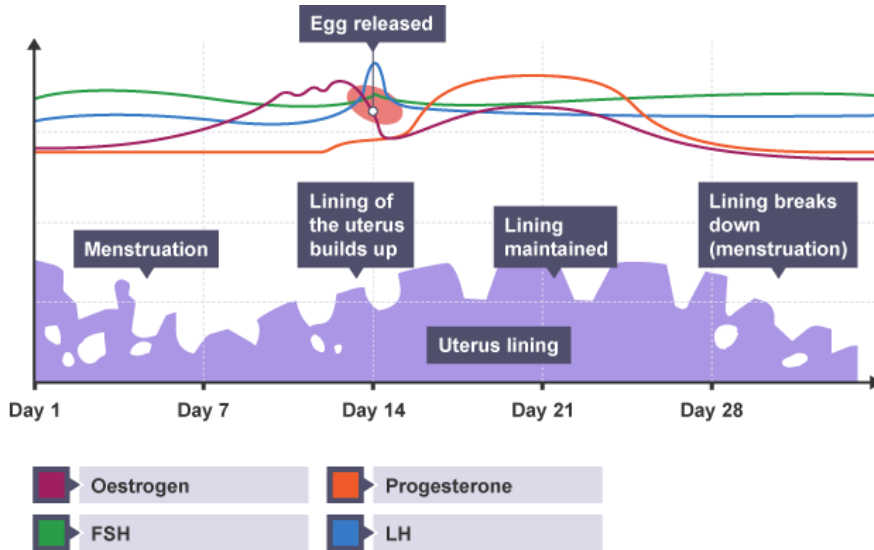 Egg released
Lining of
the uterus
builds up
Lining breaks
down
(menstruation)
Menstruation
Lining
maintained
Uterus lining
Day 1
Day 7
Day 14
Day 21
Day 28
Oestrogen
Progesterone
FSH
LH